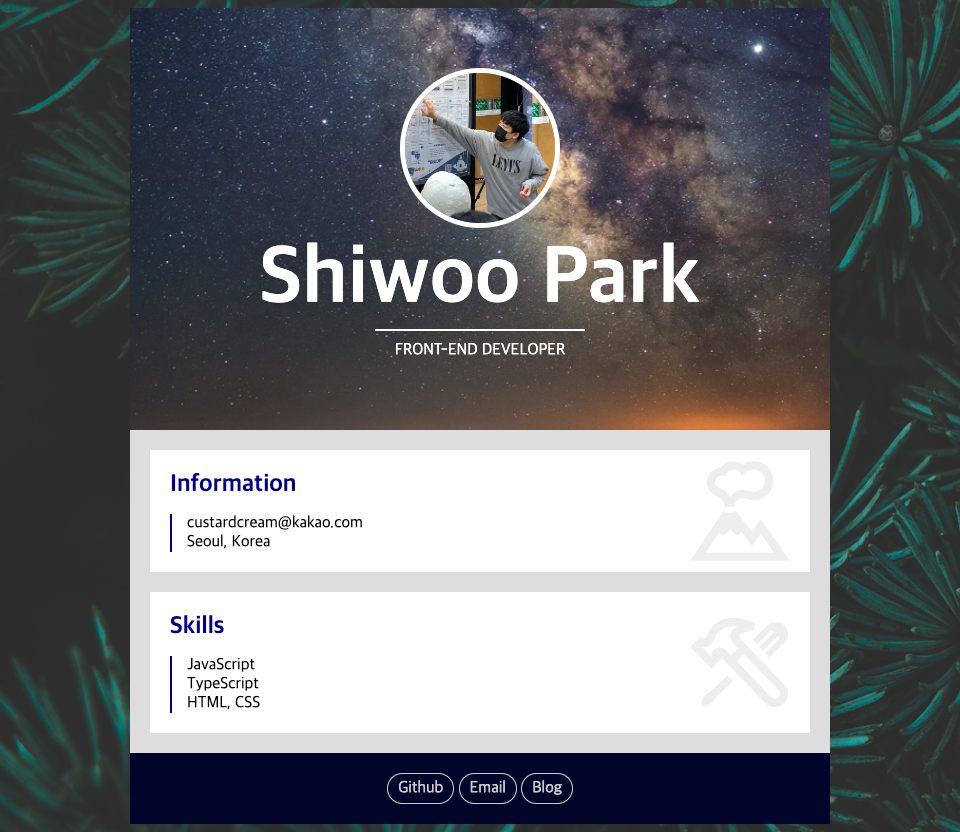 LEVI'S
Shiwoo Park
FRONT-END DEVELOPER
Information
custardcream@kakao.com
Seoul, Korea
Skills
JavaScript
TypeScript
HTML, CSS
Github
Email
Blog